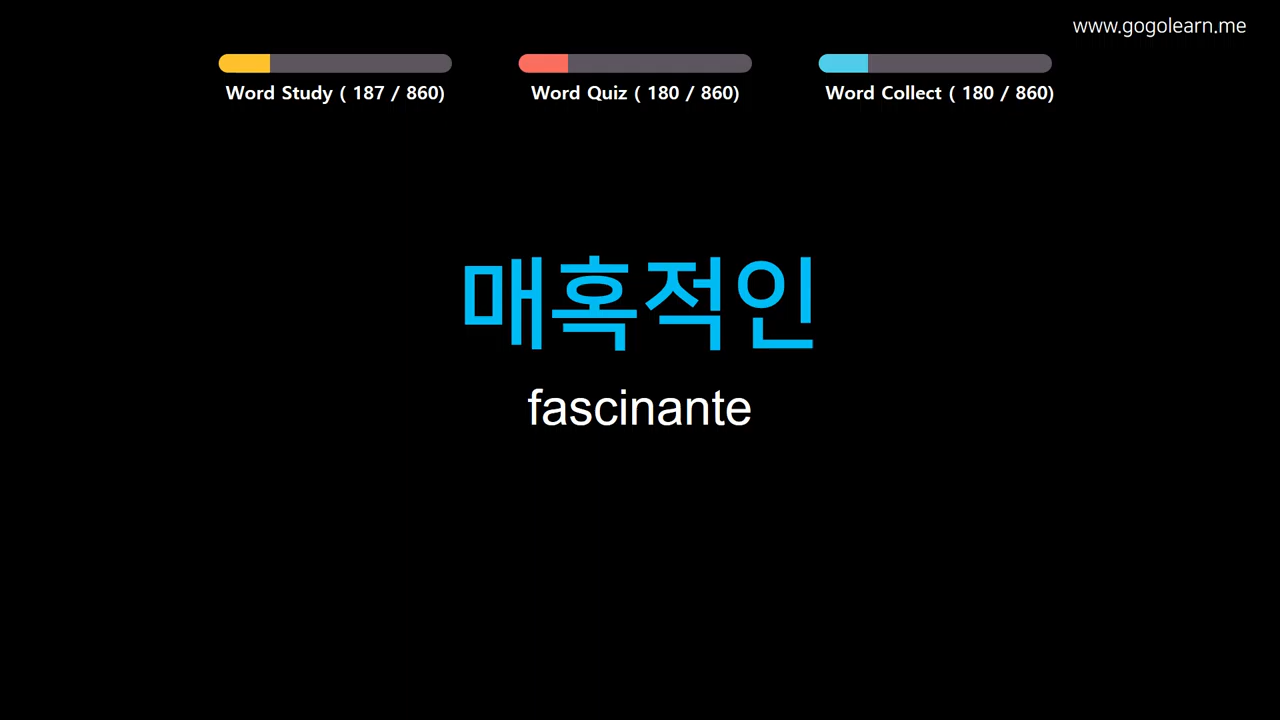 www.gogolearn.me
Word Study ( 187 / 860)
Word Quiz ( 180 / 860)
Word Collect ( 180 / 860)
매혹적인
fascinante